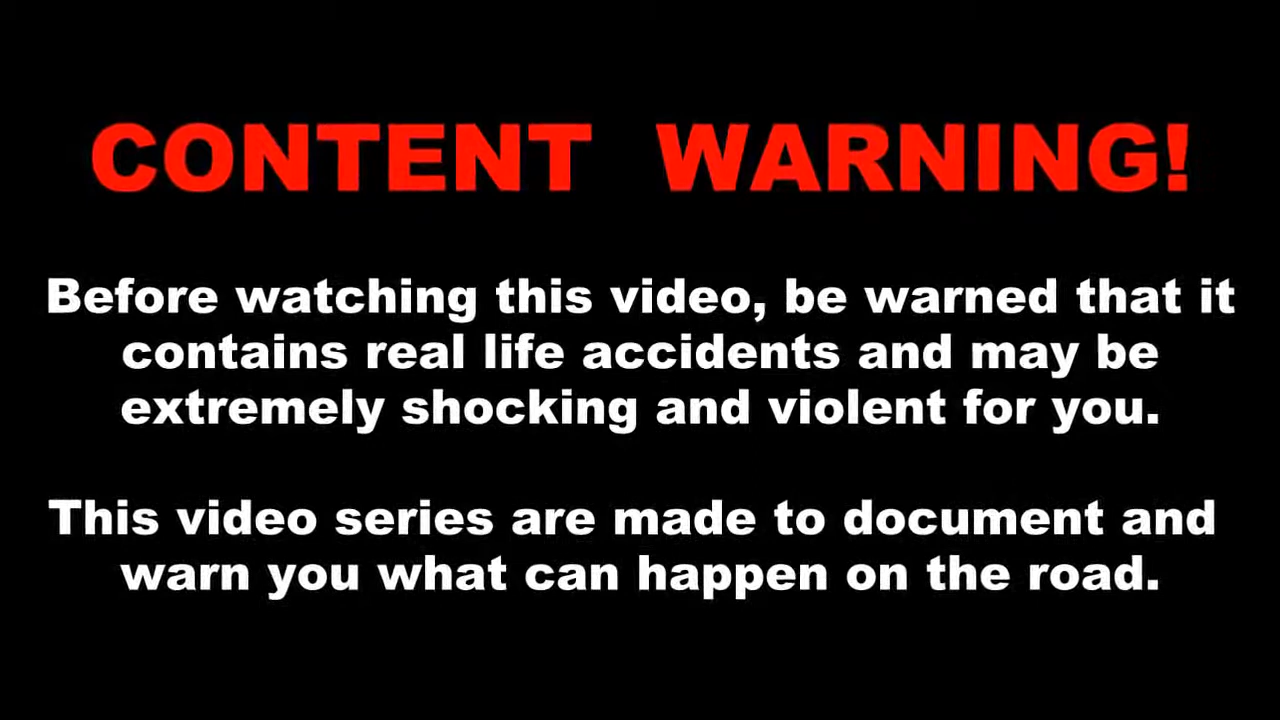 CONTENT WARNING!
Before watching this video, be warned that it
contains real life accidents and may be
extremely shocking and violent for you.
This video series are made to document and
warn you what can happen on the road.